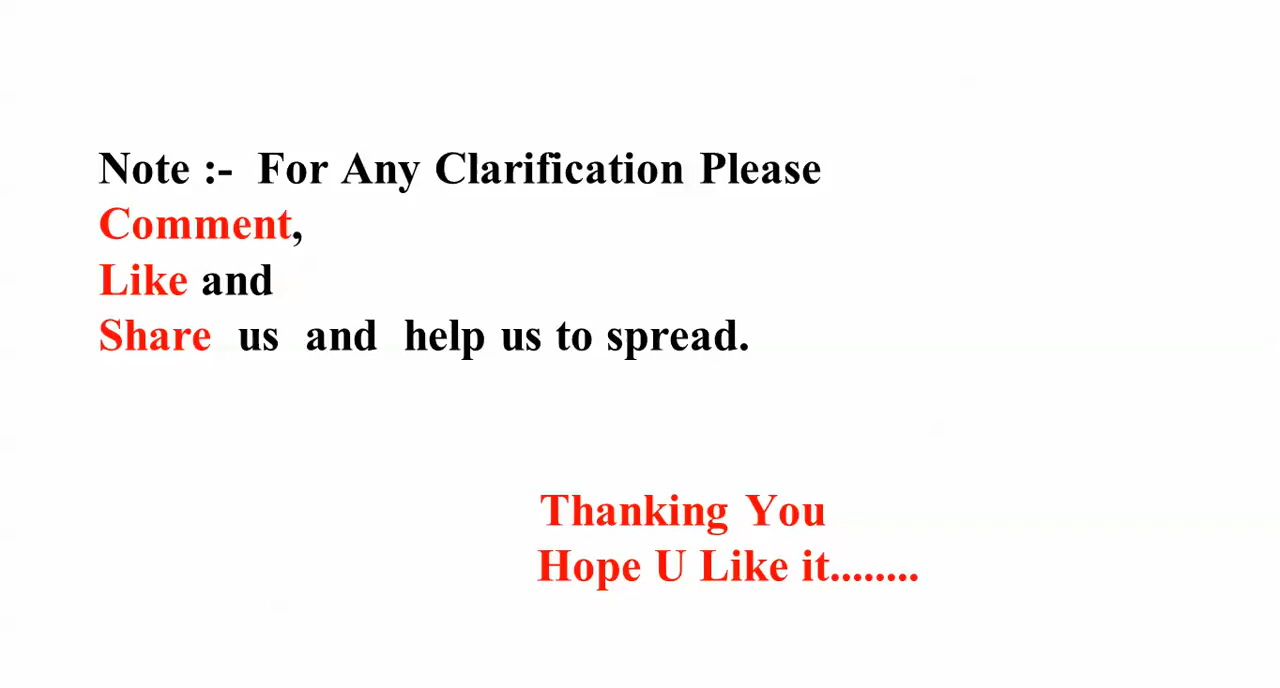 Note :-  For Any Clarification Please
Comment,
Like and
Share  us  and  help us to spread.
Thanking You
Hope U Like it........